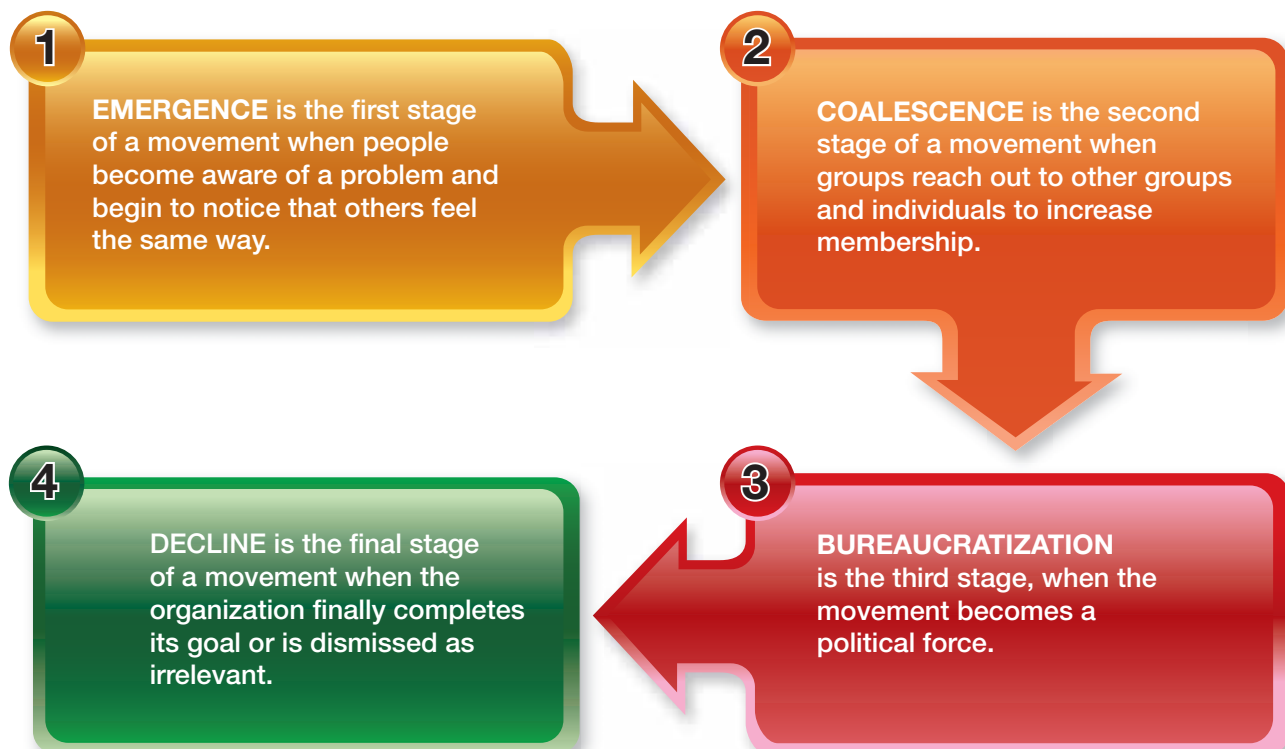 1
EMERGENCE is the first stage
of a movement when people
become aware of a problem and
begin to notice that others feel
the same way.
2
COALESCENCE is the second
stage of a movement when
groups reach out to other groups
and individuals to increase
membership.
3
BUREAUCRATIZATION
is the third stage, when the
movement becomes a
political force.
4
DECLINE is the final stage
of a movement when the
organization finally completes
its goal or is dismissed as
irrelevant.